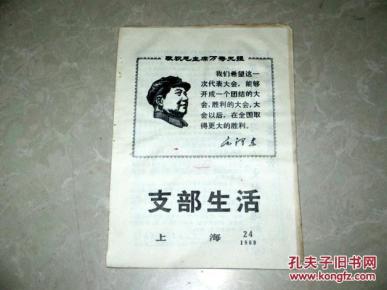 敬祝毛主席万寿无疆
我们希望这一
次代表大会，能够
开成一个团结的大
会，胜利的大会，大
会以后，在全国取
得更大的胜利。
毛泽东
支部生活
上海 24
1969
孔夫子旧书网